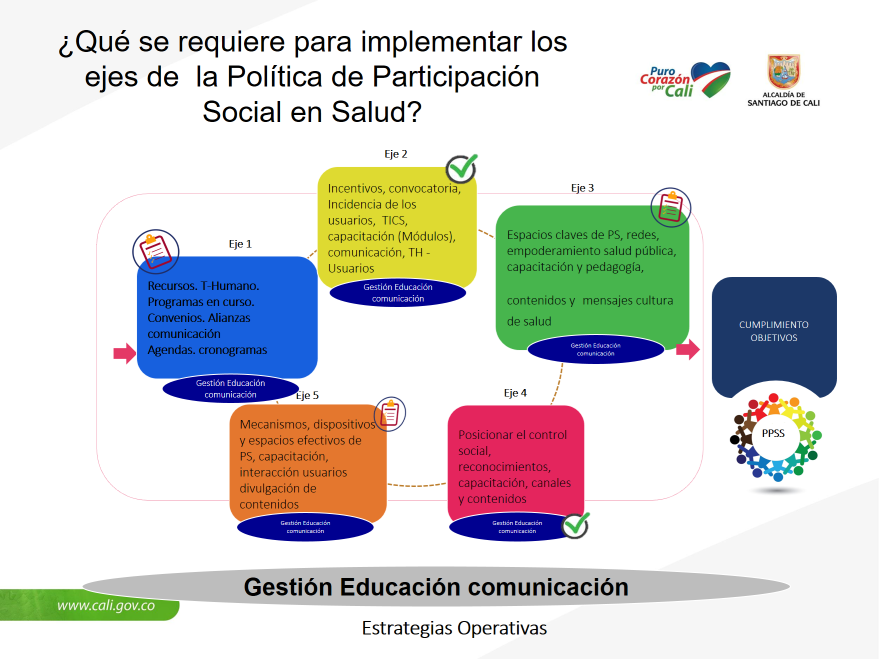 ¿Qué se requiere para implementar los
ejes de  la Política de Participación
Social en Salud?
Puro
Corazón
por
Cali
ALCALDÍA DE
SANTIAGO DE CALI
Eje 1
Recursos. T-Humano.
Programas en curso.
Convenios. Alianzas
comunicación
Agendas. cronogramas
Gestión Educación
comunicación
Eje 2
Incentivos, convocatoria,
Incidencia de los
usuarios,  TICS,
capacitación (Módulos),
comunicación, TH -
Usuarios
Gestión Educación
comunicación
Eje 3
Espacios claves de PS, redes,
empoderamiento salud pública,
capacitación y pedagogía,
contenidos y  mensajes cultura
de salud
Gestión Educación
comunicación
Eje 4
Posicionar el control
social,
reconocimientos,
capacitación, canales
y contenidos
Gestión Educación
comunicación
Eje 5
Mecanismos, dispositivos
y espacios efectivos de
PS, capacitación,
interacción usuarios
divulgación de
contenidos
Gestión Educación
comunicación
CUMPLIMIENTO
OBJETIVOS
PPSS
Gestión Educación comunicación
www.cali.gov.co
Estrategias Operativas